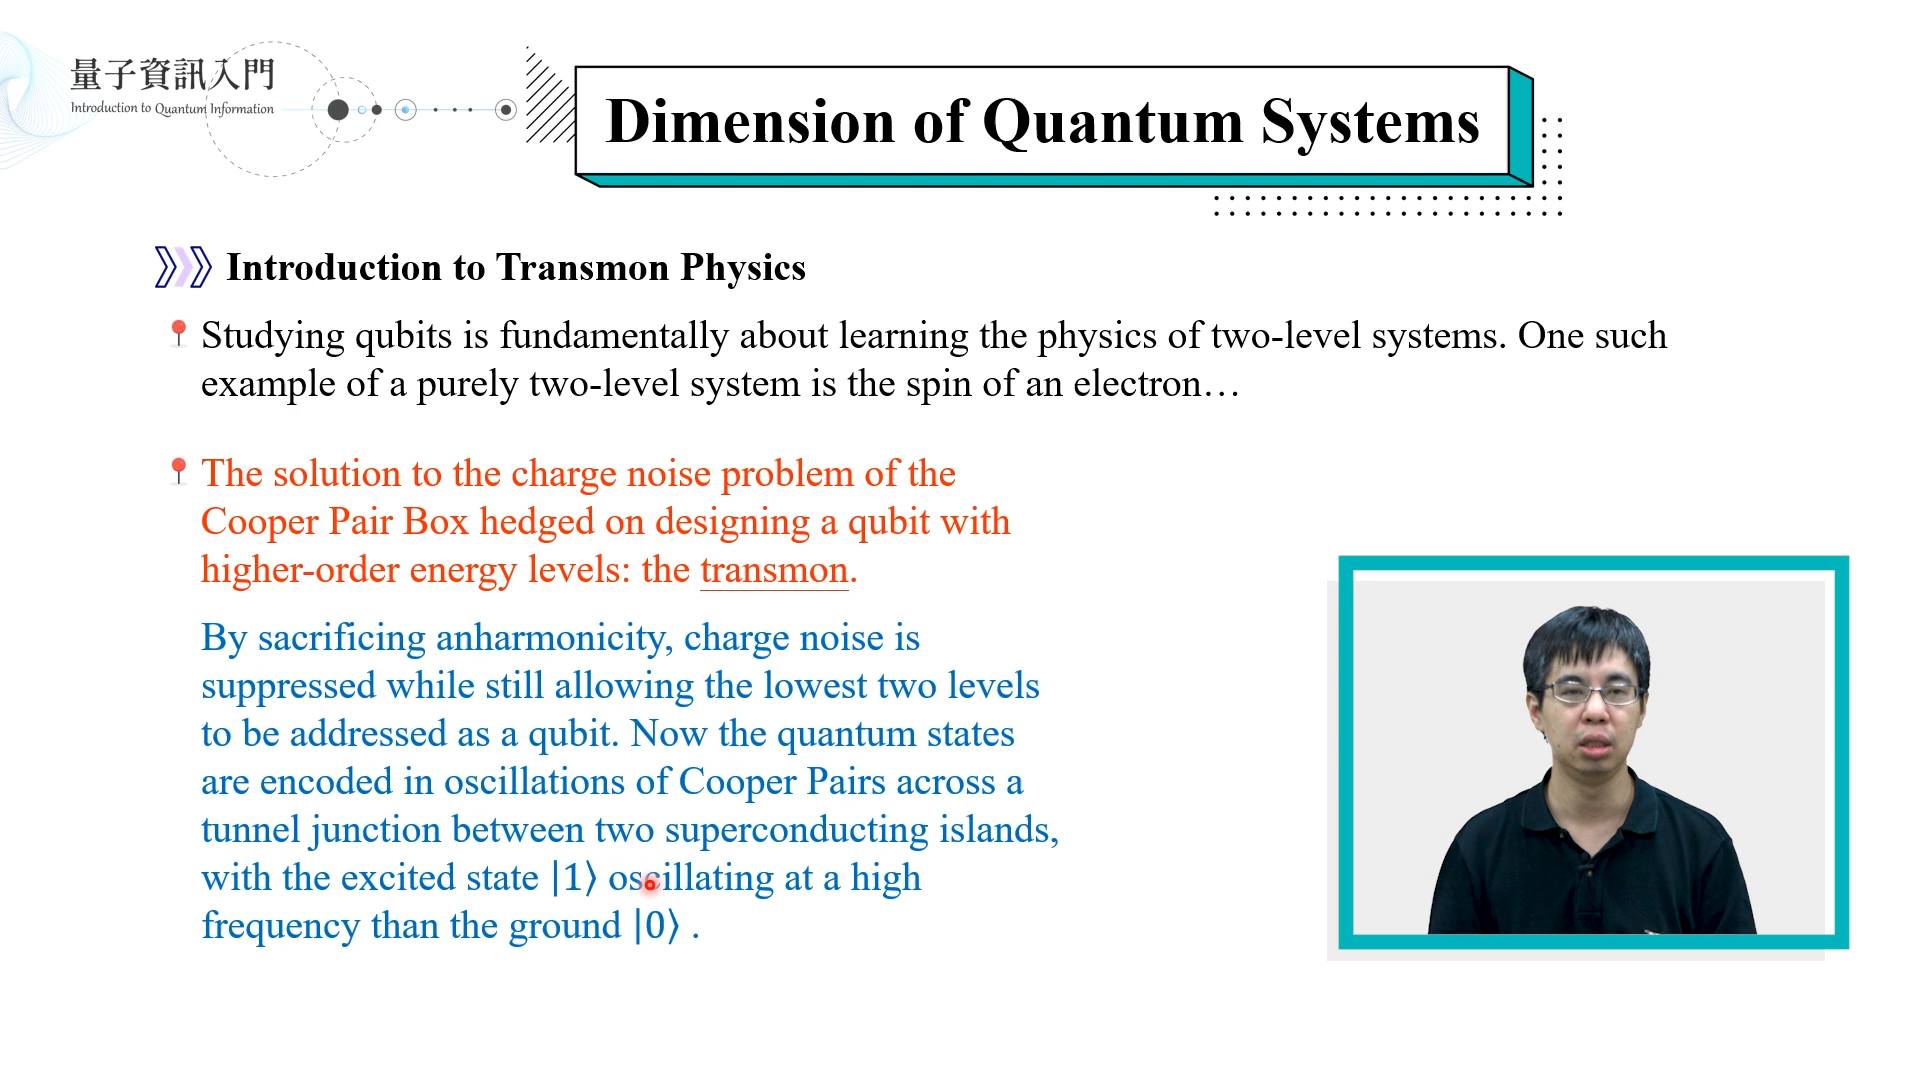 量子資訊入門
Introduction to Quantum Information
Dimension of Quantum Systems
Introduction to Transmon Physics
Studying qubits is fundamentally about learning the physics of two-level systems. One such
example of a purely two-level system is the spin of an electron…
The solution to the charge noise problem of the
Cooper Pair Box hedged on designing a qubit with
higher-order energy levels: the transmon.
By sacrificing anharmonicity, charge noise is
suppressed while still allowing the lowest two levels
to be addressed as a qubit. Now the quantum states
are encoded in oscillations of Cooper Pairs across a
tunnel junction between two superconducting islands,
with the excited state |1⟩ oscillating at a high
frequency than the ground |0⟩ .